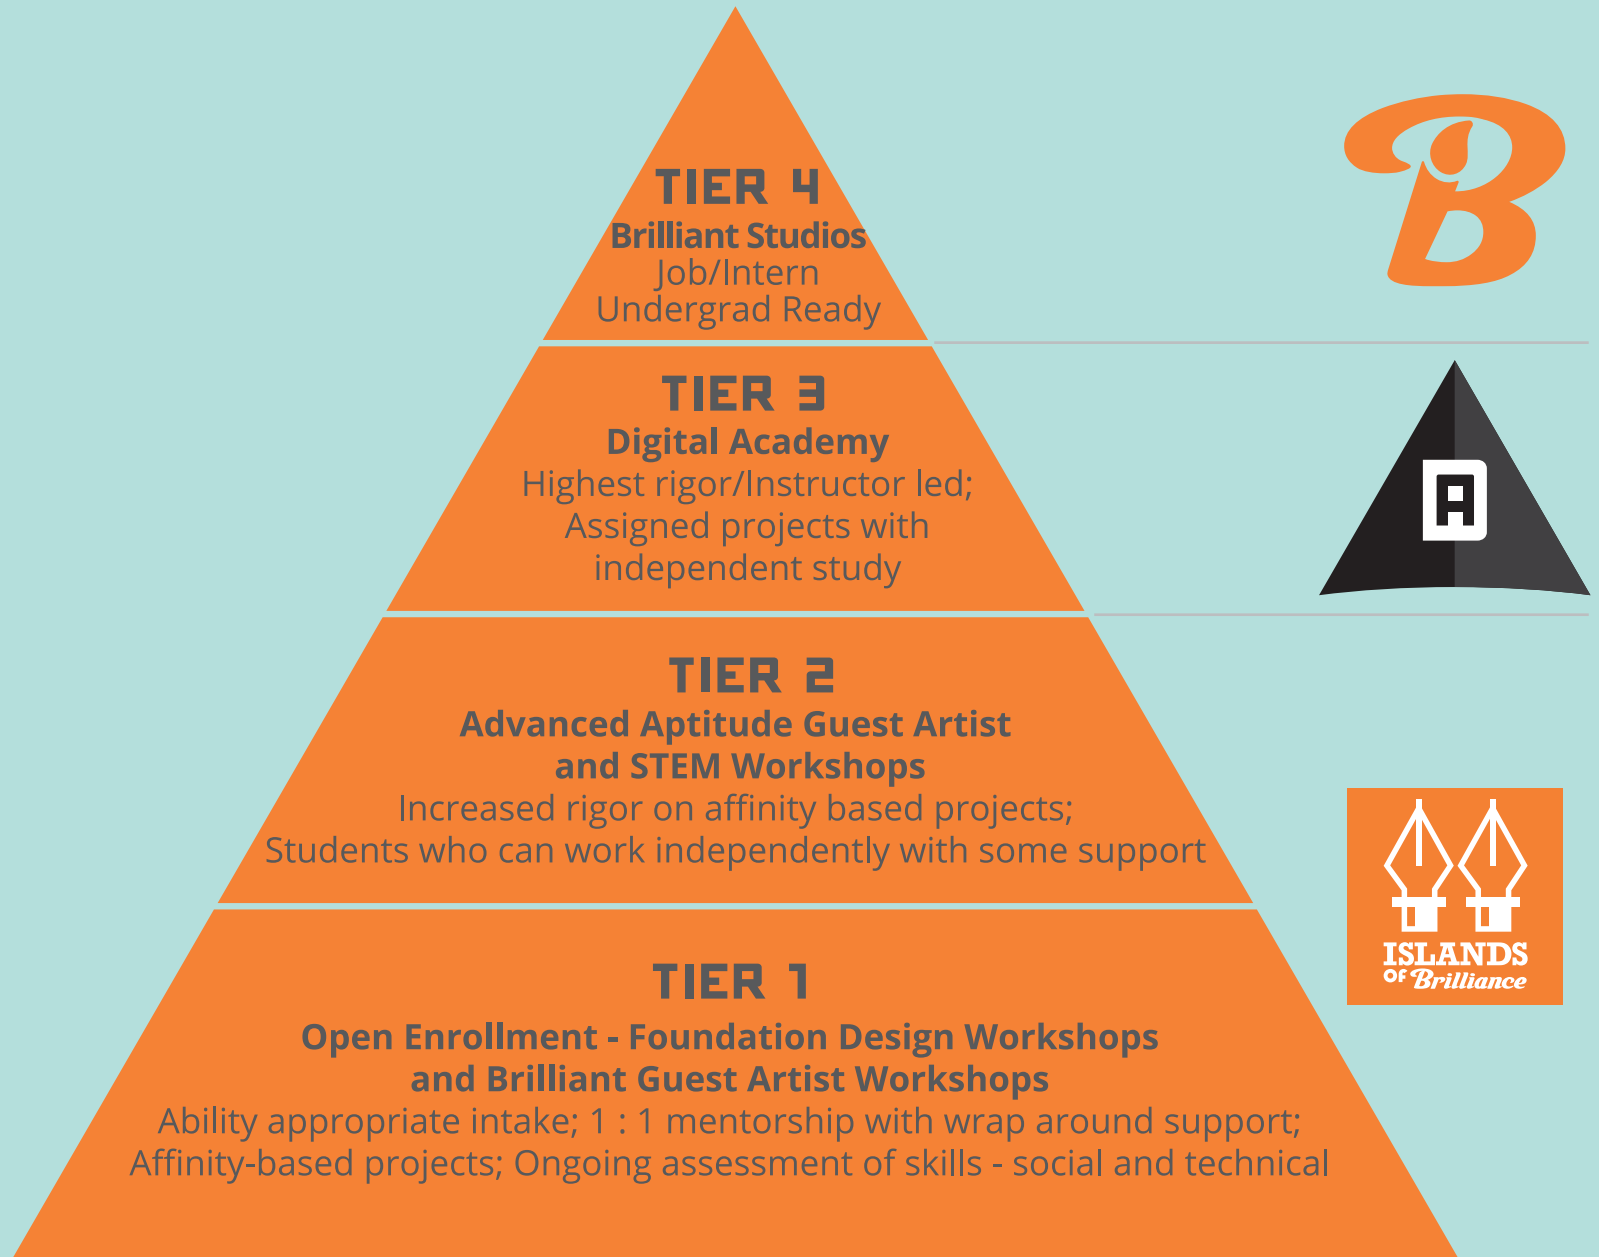 TIER 4
Brilliant Studios
Job/Intern
Undergrad Ready
B
TIER 3
Digital Academy
Highest rigor/Instructor led;
Assigned projects with
independent study
A
TIER 2
Advanced Aptitude Guest Artist
and STEM Workshops
Increased rigor on affinity based projects;
Students who can work independently with some support
ISLANDS
OF Brilliance
TIER 1
Open Enrollment - Foundation Design Workshops
and Brilliant Guest Artist Workshops
Ability appropriate intake; 1 : 1 mentorship with wrap around support;
Affinity-based projects; Ongoing assessment of skills - social and technical